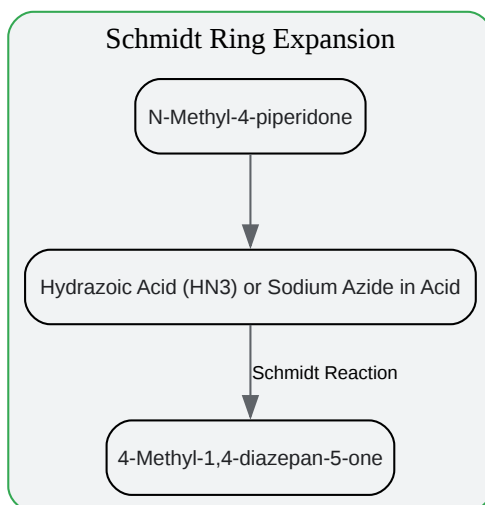 Schmidt Ring Expansion
N-Methyl-4-piperidone
Hydrazoic Acid (HN3) or Sodium Azide in Acid
Schmidt Reaction
4-Methyl-1,4-diazepan-5-one